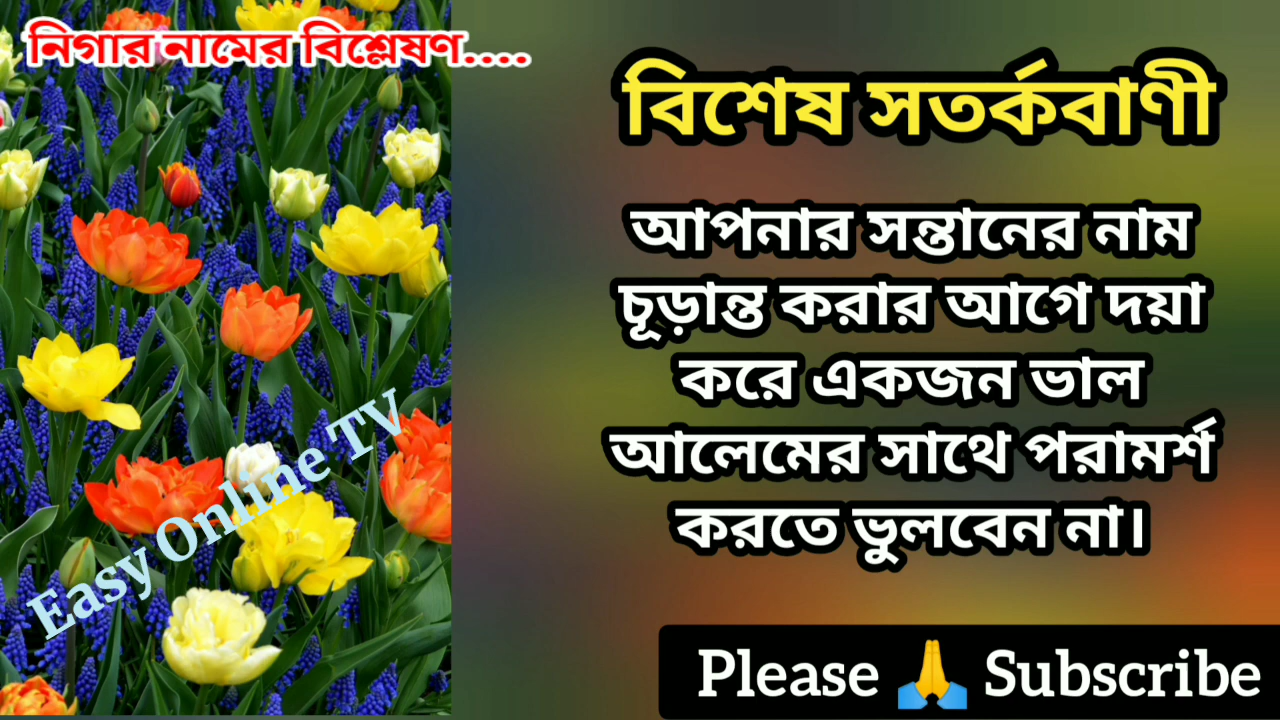 নিগার নামের বিশ্লেষণ....
বিশেষ সতর্কবাণী
আপনার সন্তানের নাম
চূড়ান্ত করার আগে দয়া
করে একজন ভাল
আলেমের সাথে পরামর্শ
করতে ভুলবেন না।
Easy Online TV
Please 🙏 Subscribe